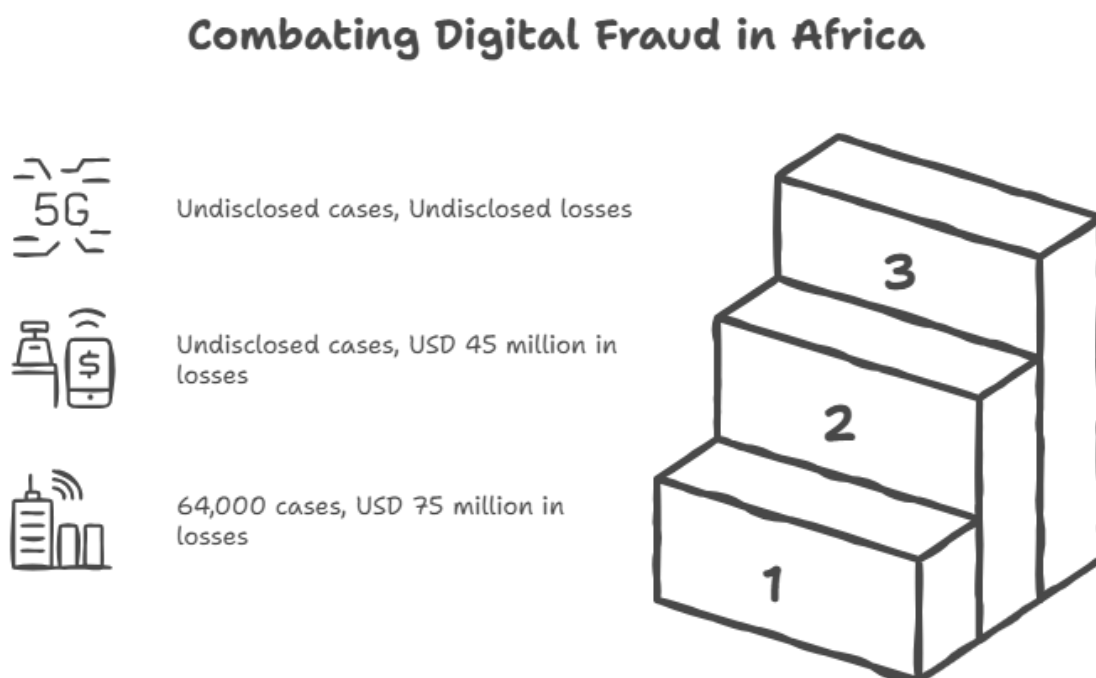 Combating Digital Fraud in Africa
5G
Undisclosed cases, Undisclosed losses
3
$
Undisclosed cases, USD 45 million in
losses
2
64,000 cases, USD 75 million in
losses
1